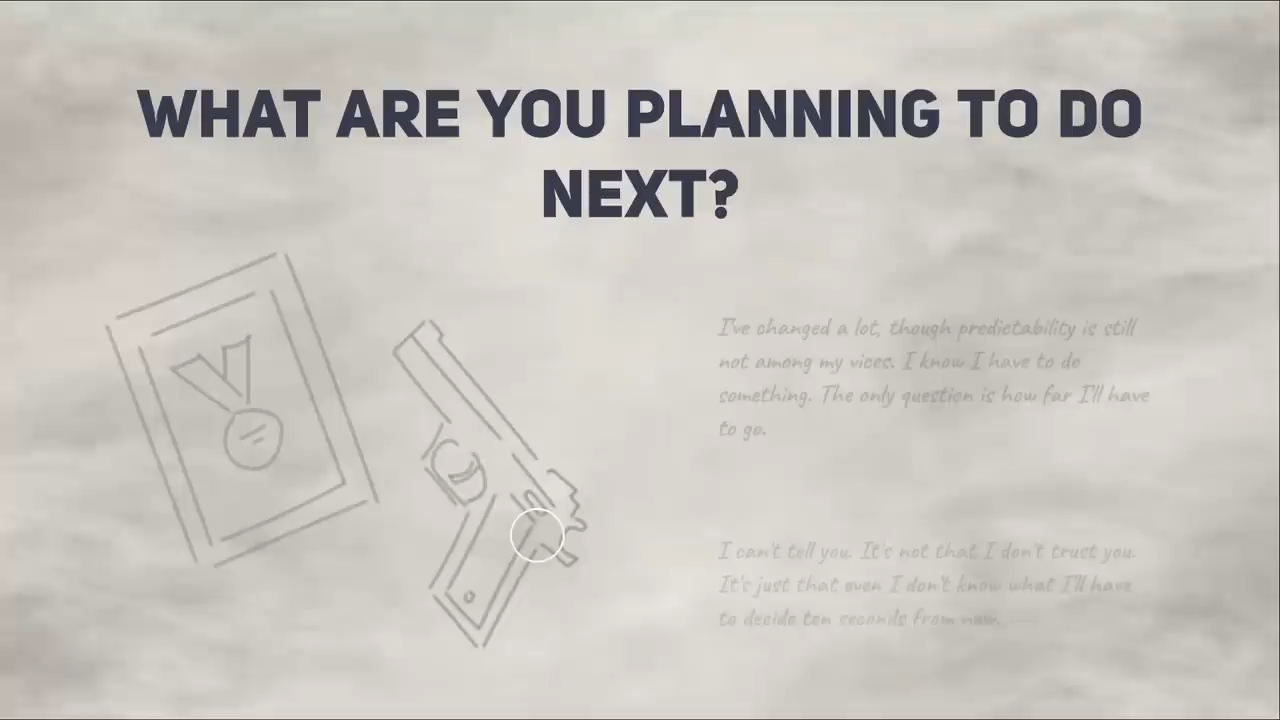 WHAT ARE YOU PLANNING TO DO
NEXT?
I've changed a lot, though predictability is still
not among my vices. I know I have to do
something. The only question is how far I'll have
to go.
I can't tell you. It's not that I don't trust you.
It's just that even I don't know what I'll have
to decide ten seconds from now.